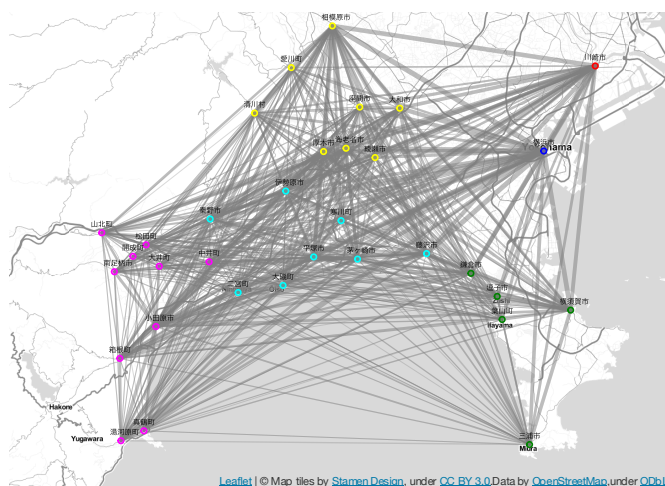 相模原市
愛川町
川崎市
清川村
座間市
大和市
厚木市
海老名市
綾瀬市
横浜市
伊勢原市
秦野市
寒川町
山北町
松田町
開成町
大井町
中井町
南足柄市
平塚市
茅ヶ崎市
藤沢市
鎌倉市
二宮町
大磯町
逗子市
Zushi
葉山町
Hayama
横須賀市
小田原市
箱根町
Hakone
真鶴町
湯河原町
Yugawara
三浦市
Miura
Leaflet | © Map tiles by Stamen Design, under CC BY 3.0.Data by OpenStreetMap,under ODbL